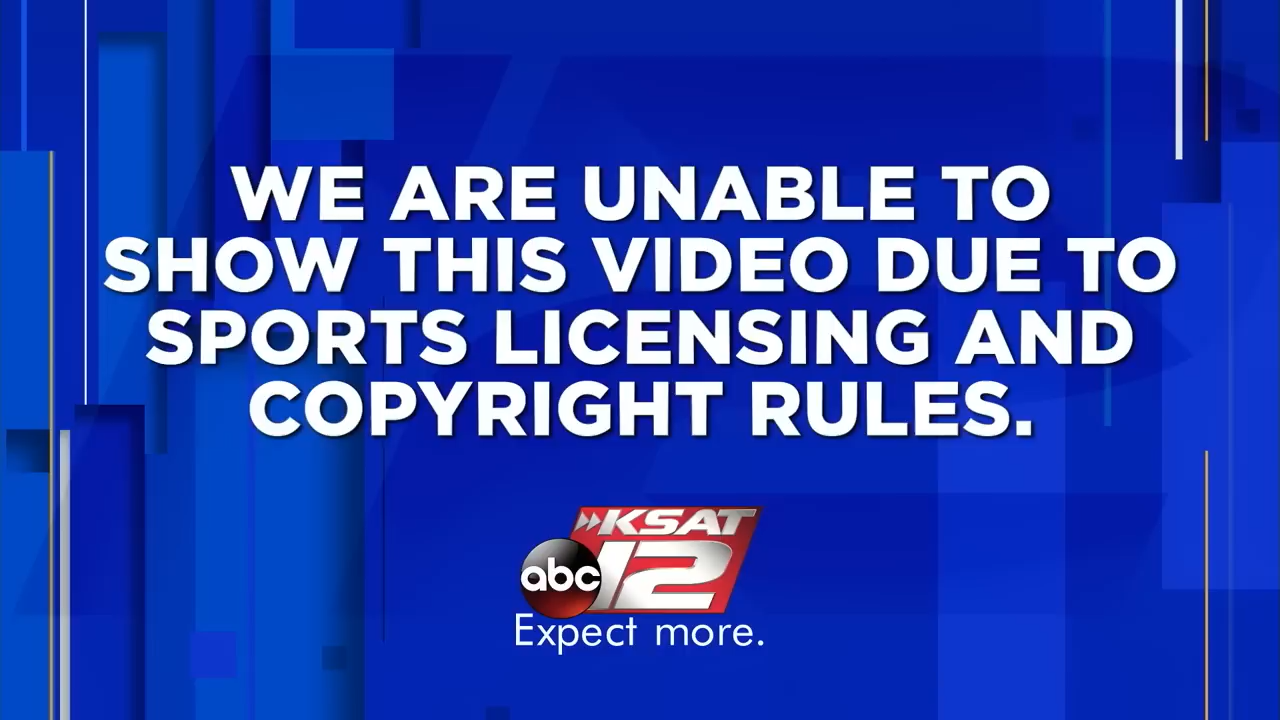 WE ARE UNABLE TO
SHOW THIS VIDEO DUE TO
SPORTS LICENSING AND
COPYRIGHT RULES.
KSAT
abc 12
Expect more.